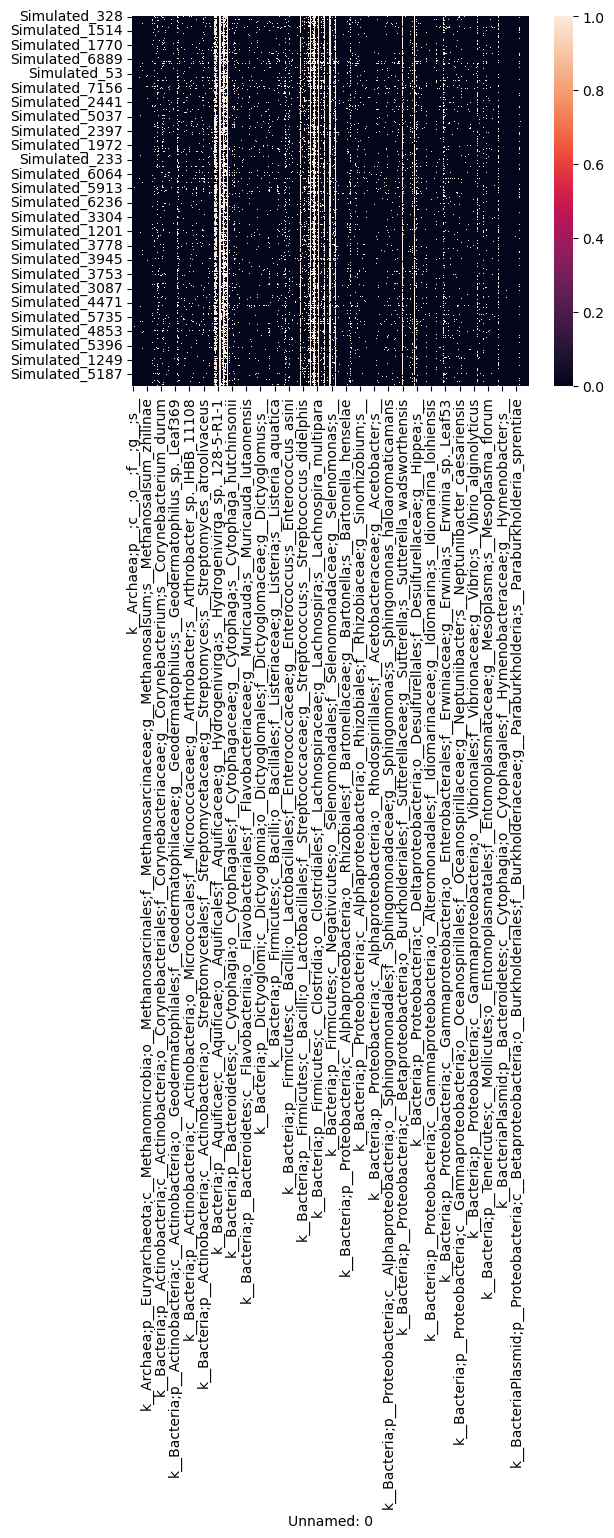 Simulated_328
Simulated_1514
Simulated_1770
Simulated_6889
Simulated_53
Simulated_7156
Simulated_2441
Simulated_5037
Simulated_2397
Simulated_1972
Simulated_233
Simulated_6064
Simulated_5913
Simulated_6236
Simulated_3304
Simulated_1201
Simulated_3778
Simulated_3945
Simulated_3753
Simulated_3087
Simulated_4471
Simulated_5735
Simulated_4853
Simulated_5396
Simulated_1249
Simulated_5187
1.0
0.8
0.6
0.4
0.2
0.0
k__Archaea;p__;c__;o__;f__;g__;s__
k__Archaea;p__Euryarchaeota;c__Methanomicrobia;o__Methanosarcinales;f__Methanosarcinaceae;g__Methanosalsum;s__Methanosalsum_zhilinae
k__Bacteria;p__Actinobacteria;c__Actinobacteria;o__Corynebacteriales;f__Corynebacteriaceae;g__Corynebacterium;s__Corynebacterium_durum
k__Bacteria;p__Actinobacteria;c__Actinobacteria;o__Geodermatophilales;f__Geodermatophilaceae;g__Geodermatophilus;s__Geodermatophilus_sp._Leaf369
k__Bacteria;p__Actinobacteria;c__Actinobacteria;o__Micrococcales;f__Micrococcaceae;g__Arthrobacter;s__Arthrobacter_sp._IHBB_11108
k__Bacteria;p__Actinobacteria;c__Actinobacteria;o__Streptomycetales;f__Streptomycetaceae;g__Streptomyces;s__Streptomyces_atroolivaceus
k__Bacteria;p__Aquificae;c__Aquificae;o__Aquificales;f__Aquificaceae;g__Hydrogenivirga;s__Hydrogenivirga_sp._128-5-R1-1
k__Bacteria;p__Bacteroidetes;c__Cytophagia;o__Cytophagales;f__Cytophagaceae;g__Cytophaga;s__Cytophaga_hutchinsonii
k__Bacteria;p__Bacteroidetes;c__Flavobacteriia;o__Flavobacteriales;f__Flavobacteriaceae;g__Muricauda;s__Muricauda_lutaonensis
k__Bacteria;p__Dictyoglomi;c__Dictyoglomia;o__Dictyoglomales;f__Dictyoglomaceae;g__Dictyoglomus;s__
k__Bacteria;p__Firmicutes;c__Bacilli;o__Bacillales;f__Listeriaceae;g__Listeria;s__Listeria_aquatica
k__Bacteria;p__Firmicutes;c__Bacilli;o__Lactobacillales;f__Enterococcaceae;g__Enterococcus;s__Enterococcus_asini
k__Bacteria;p__Firmicutes;c__Bacilli;o__Lactobacillales;f__Streptococcaceae;g__Streptococcus;s__Streptococcus_didelphis
k__Bacteria;p__Firmicutes;c__Clostridia;o__Clostridiales;f__Lachnospiraceae;g__Lachnospira;s__Lachnospira_multipara
k__Bacteria;p__Firmicutes;c__Negativicutes;o__Selenomonadales;f__Selenomonadaceae;g__Selenomonas;s__
k__Bacteria;p__Proteobacteria;c__Alphaproteobacteria;o__Rhizobiales;f__Bartonellaceae;g__Bartonella;s__Bartonella_henselae
k__Bacteria;p__Proteobacteria;c__Alphaproteobacteria;o__Rhizobiales;f__Rhizobiaceae;g__Sinorhizobium;s__
k__Bacteria;p__Proteobacteria;c__Alphaproteobacteria;o__Rhodospirillales;f__Acetobacteraceae;g__Acetobacter;s__
k__Bacteria;p__Proteobacteria;c__Alphaproteobacteria;o__Sphingomonadales;f__Sphingomonadaceae;g__Sphingomonas;s__Sphingomonas_haloaromaticamans
k__Bacteria;p__Proteobacteria;c__Betaproteobacteria;o__Burkholderiales;f__Sutterellaceae;g__Sutterella;s__Sutterella_wadsworthensis
k__Bacteria;p__Proteobacteria;c__Deltaproteobacteria;o__Desulfurellales;f__Desulfurellaceae;g__Hippea;s__
k__Bacteria;p__Proteobacteria;c__Gammaproteobacteria;o__Alteromonadales;f__Idiomarinaceae;g__Idiomarina;s__Idiomarina_loihiensis
k__Bacteria;p__Proteobacteria;c__Gammaproteobacteria;o__Enterobacterales;f__Erwiniaceae;g__Erwinia;s__Erwinia_sp_Leaf53
k__Bacteria;p__Proteobacteria;c__Gammaproteobacteria;o__Oceanospirillales;f__Oceanospirillaceae;g__Neptuniibacter;s__Neptuniibacter_caesariensis
k__Bacteria;p__Proteobacteria;c__Gammaproteobacteria;o__Vibrionales;f__Vibrionaceae;g__Vibrio;s__Vibrio_alginolyticus
k__Bacteria;p__Tenericutes;c__Mollicutes;o__Entomoplasmatales;f__Entomoplasmataceae;g__Mesoplasma;s__Mesoplasma_florum
k__BacteriaPlasmid;p__Bacteroidetes;c__Cytophagia;o__Cytophagales;f__Hymenobacteraceae;g__Hymenobacter;s__
k__BacteriaPlasmid;p__Proteobacteria;c__Betaproteobacteria;o__Burkholderiales;f__Burkholderiaceae;g__Paraburkholderia;s__Paraburkholderia_sprentiae
Unnamed: 0